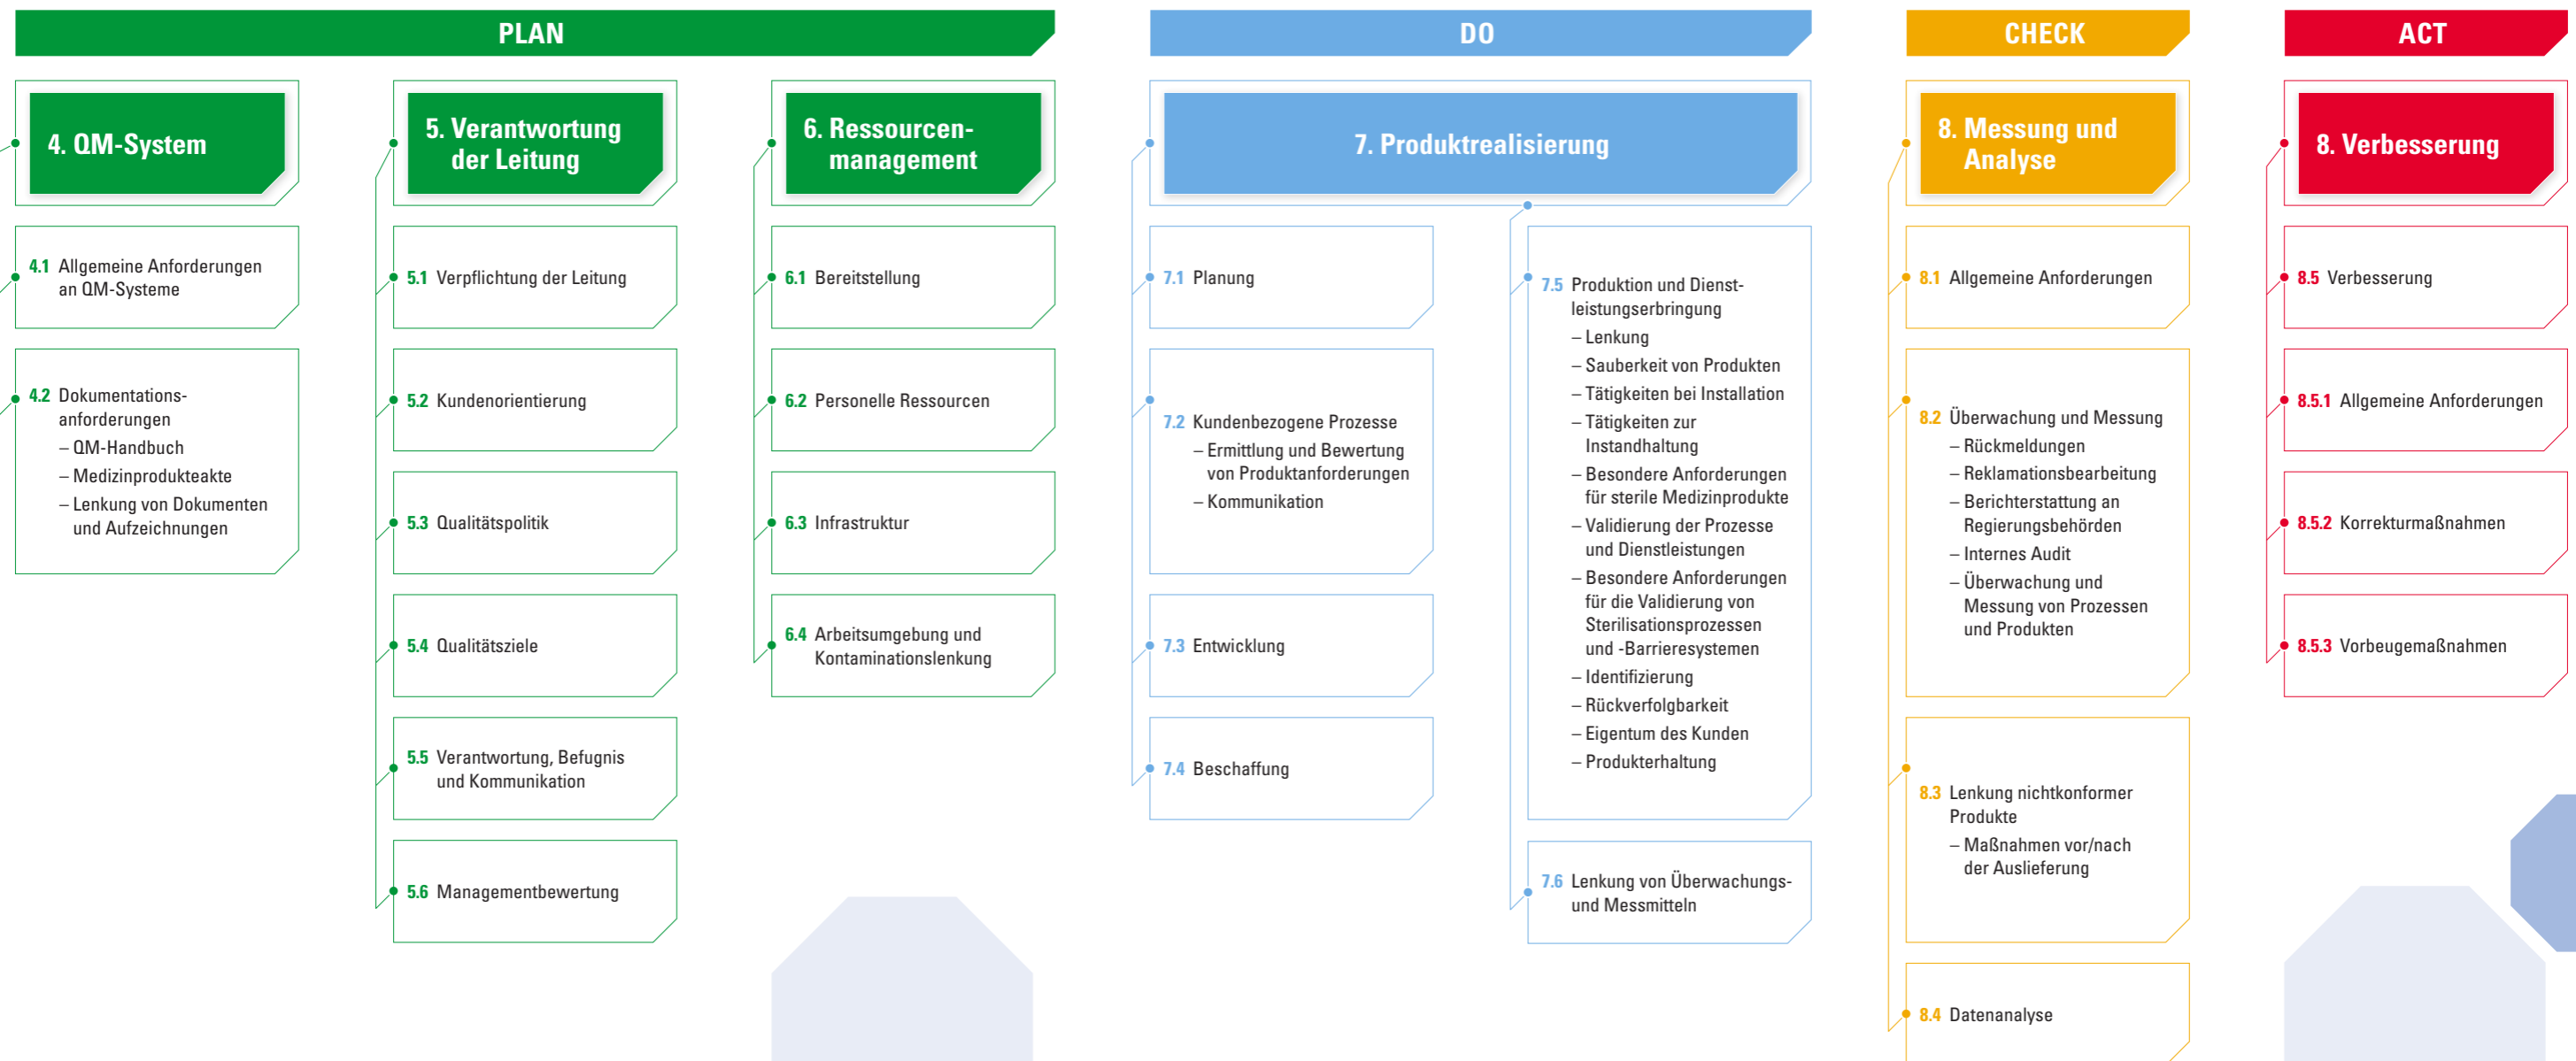 PLAN
4. QM-System
4.1 Allgemeine Anforderungen
an QM-Systeme
4.2 Dokumentations-
anforderungen
– QM-Handbuch
– Medizinprodukteakte
– Lenkung von Dokumenten
und Aufzeichnungen
5. Verantwortung
der Leitung
5.1 Verpflichtung der Leitung
5.2 Kundenorientierung
5.3 Qualitätspolitik
5.4 Qualitätsziele
5.5 Verantwortung, Befugnis
und Kommunikation
5.6 Managementbewertung
6. Ressourcen-
management
6.1 Bereitstellung
6.2 Personelle Ressourcen
6.3 Infrastruktur
6.4 Arbeitsumgebung und
Kontaminationslenkung
DO
7. Produktrealisierung
7.1 Planung
7.2 Kundenbezogene Prozesse
– Ermittlung und Bewertung
von Produktanforderungen
– Kommunikation
7.3 Entwicklung
7.4 Beschaffung
7.5 Produktion und Dienst-
leistungserbringung
– Lenkung
– Sauberkeit von Produkten
– Tätigkeiten bei Installation
– Tätigkeiten zur
Instandhaltung
– Besondere Anforderungen
für sterile Medizinprodukte
– Validierung der Prozesse
und Dienstleistungen
– Besondere Anforderungen
für die Validierung von
Sterilisationsprozessen
und -Barrieresystemen
– Identifizierung
– Rückverfolgbarkeit
– Eigentum des Kunden
– Produkterhaltung
7.6 Lenkung von Überwachungs-
und Messmitteln
CHECK
8. Messung und
Analyse
8.1 Allgemeine Anforderungen
8.2 Überwachung und Messung
– Rückmeldungen
– Reklamationsbearbeitung
– Berichterstattung an
Regierungsbehörden
– Internes Audit
– Überwachung und
Messung von Prozessen
und Produkten
8.3 Lenkung nichtkonformer
Produkte
– Maßnahmen vor/nach
der Auslieferung
8.4 Datenanalyse
ACT
8. Verbesserung
8.5 Verbesserung
8.5.1 Allgemeine Anforderungen
8.5.2 Korrekturmaßnahmen
8.5.3 Vorbeugemaßnahmen